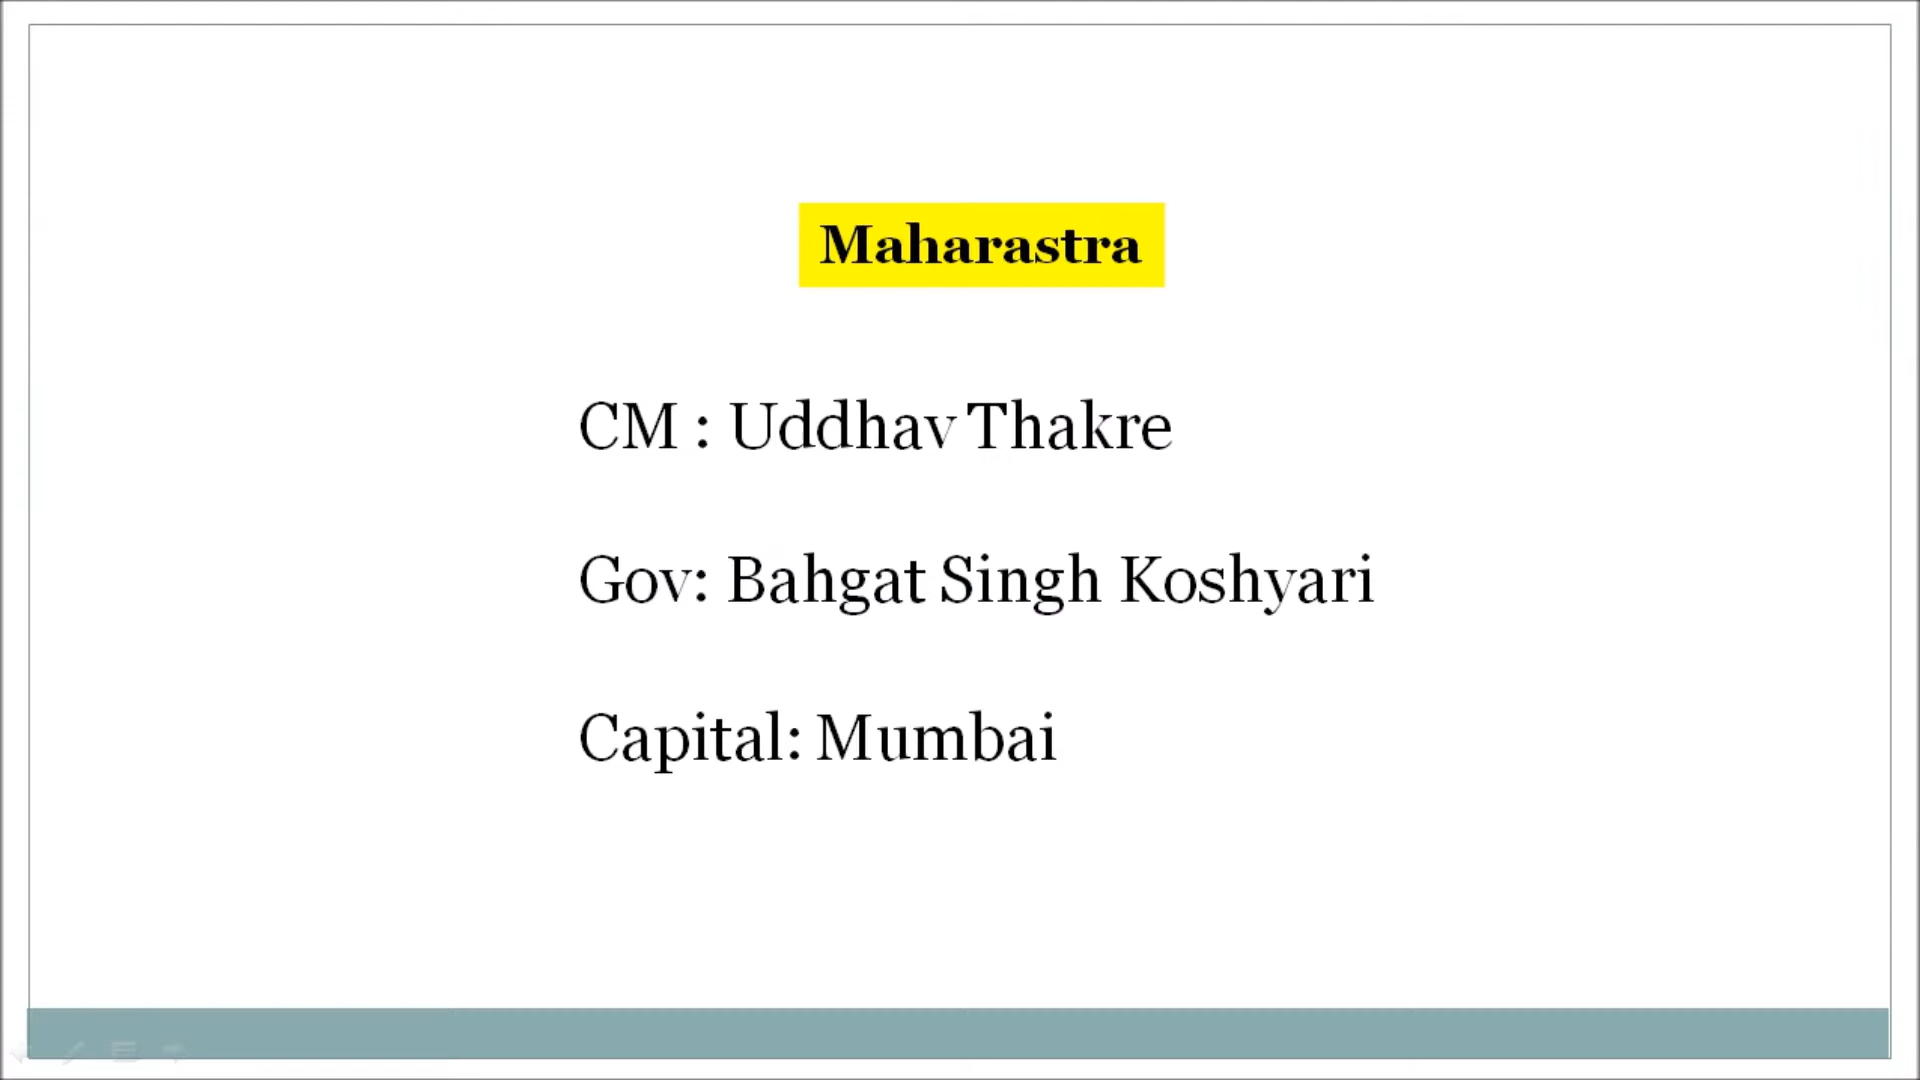 Maharastra
CM : Uddhav Thakre
Gov: Bahgat Singh Koshyari
Capital: Mumbai